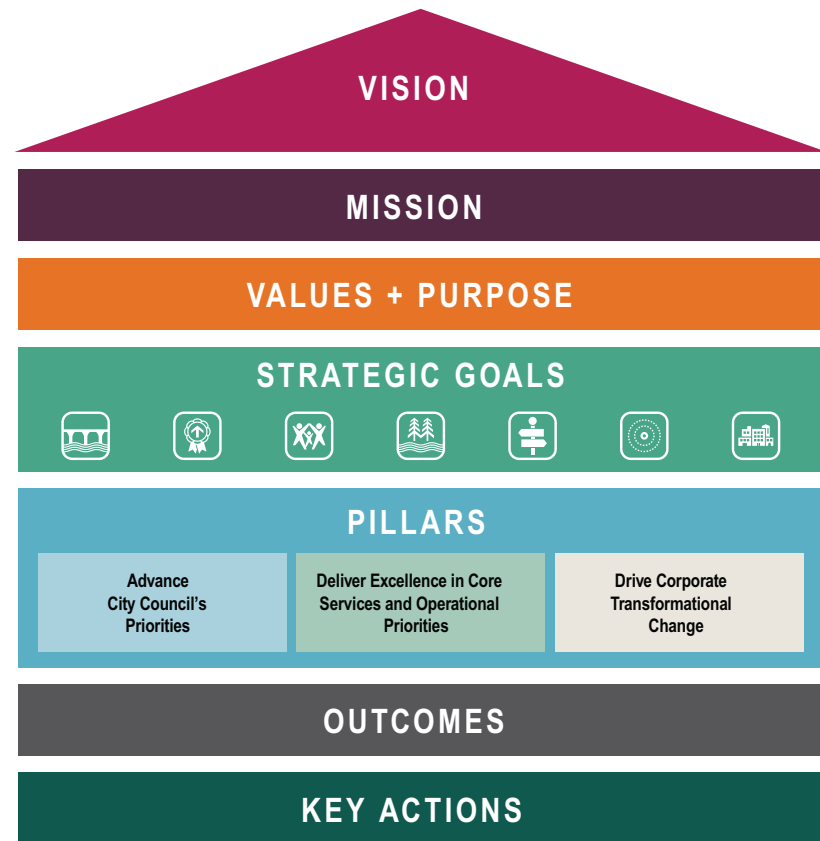 VISION
MISSION
VALUES + PURPOSE
STRATEGIC GOALS
PILLARS
Advance
City Council's
Priorities
Deliver Excellence in Core
Services and Operational
Priorities
Drive Corporate
Transformational
Change
OUTCOMES
KEY ACTIONS